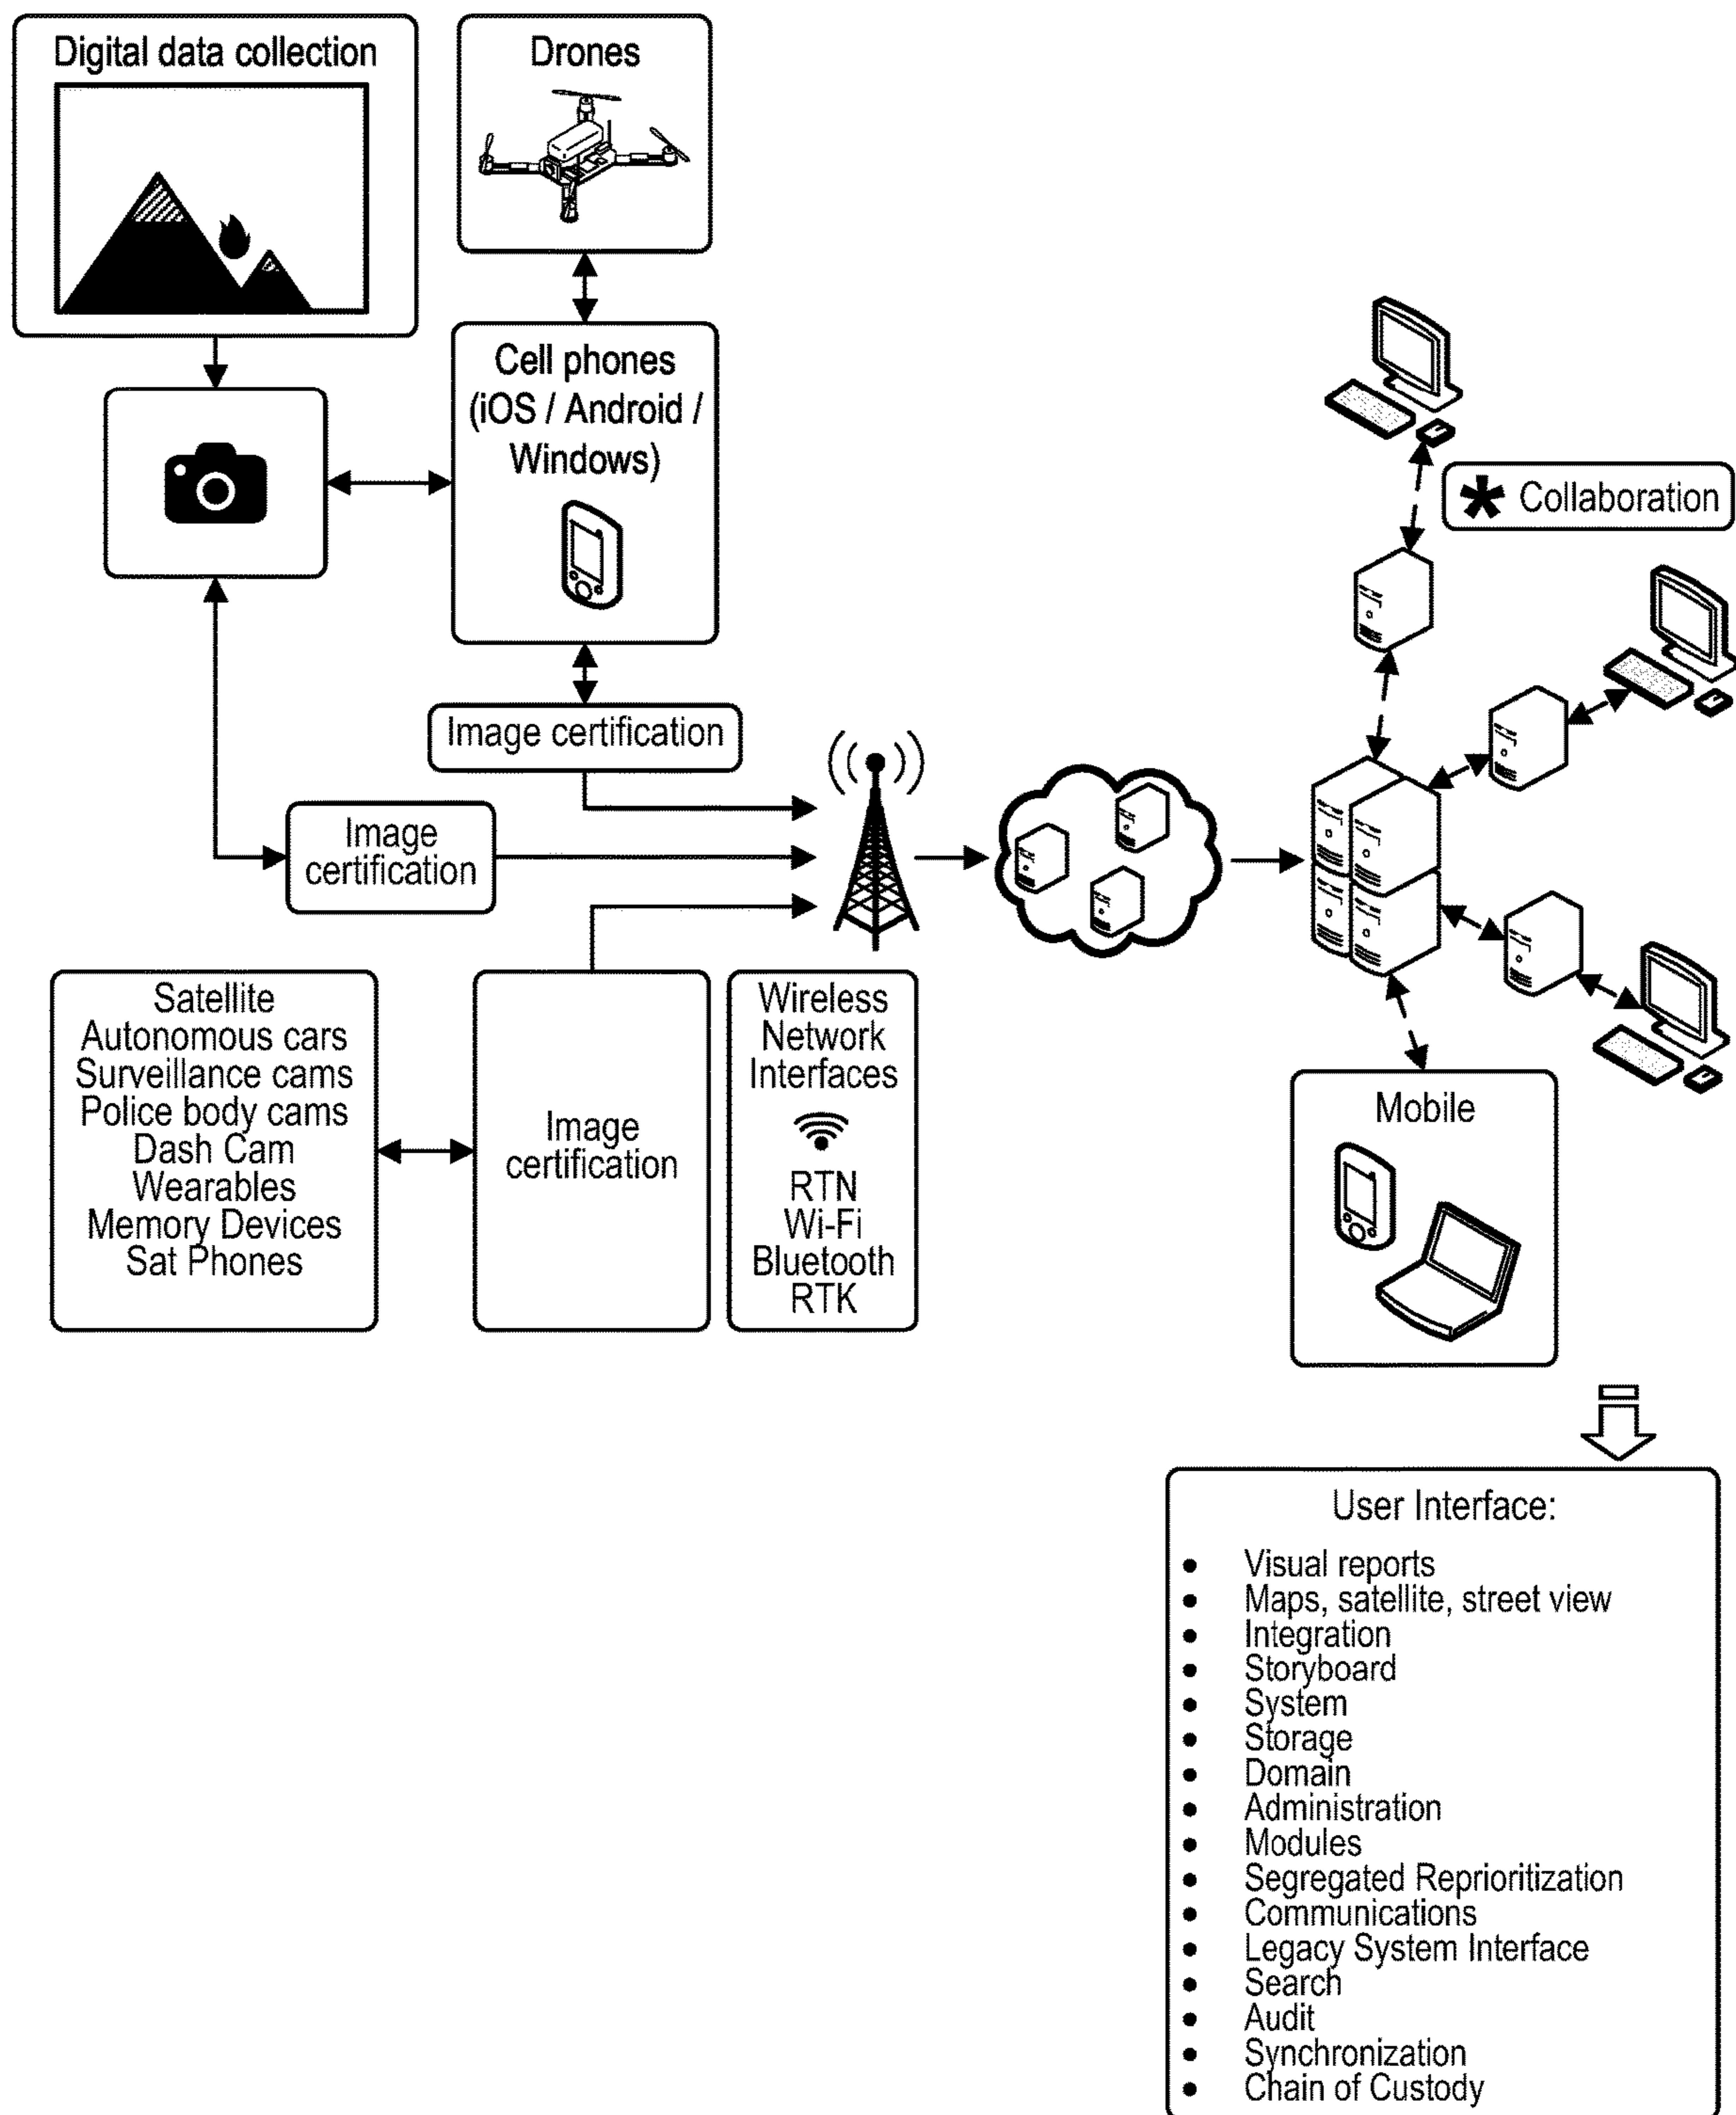 Digital data collection
Drones
Cell phones
(iOS / Android /
Windows)
Collaboration
Image certification
Image
certification
Satellite
Autonomous cars
Surveillance cams
Police body cams
Dash Cam
Wearables
Memory Devices
Sat Phones
Image
certification
Wireless
Network
Interfaces
RTN
Wi-Fi
Bluetooth
RTK
Mobile
User Interface:
• Visual reports
• Maps, satellite, street view
• Integration
• Storyboard
• System
• Storage
• Domain
• Administration
• Modules
• Segregated Reprioritization
• Communications
• Legacy System Interface
• Search
• Audit
• Synchronization
• Chain of Custody